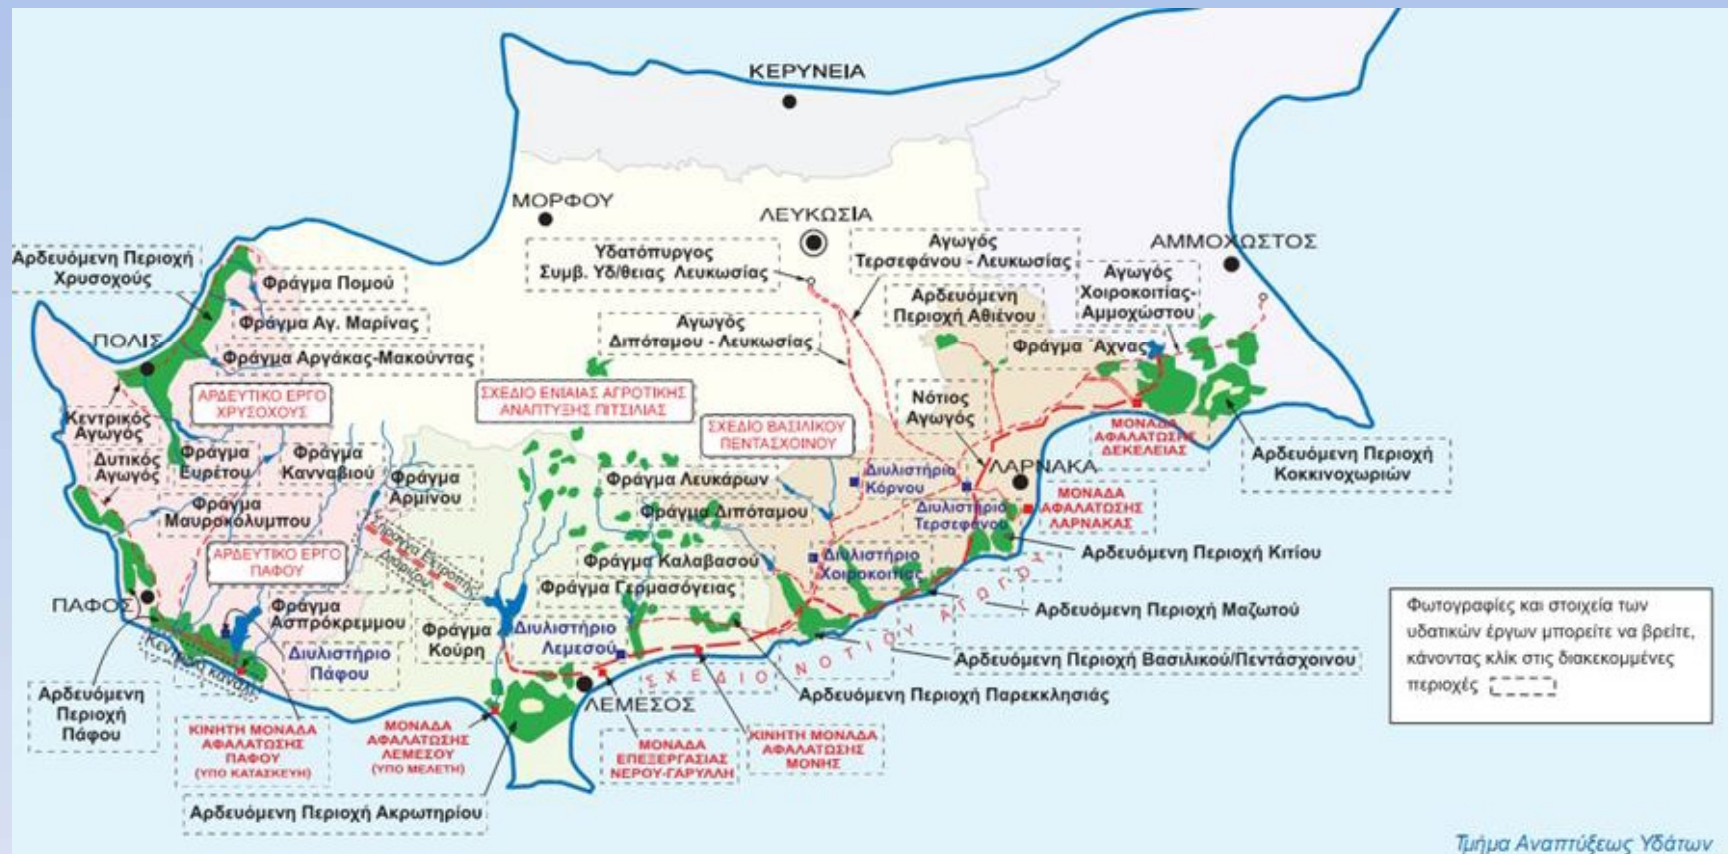 ΚΕΡΥΝΕΙΑ
ΜΟΡΦΟΥ
ΛΕΥΚΩΣΙΑ
ΑΜΜΟΧΩΣΤΟΣ
Αρδευόμενη Περιοχή
Χρυσοχούς
Υδατόπυργος
Συμβ. Υδ/θειας Λευκωσίας
Αγωγός
Τερσεφάνου - Λευκωσίας
Αγωγός
Χοιροκοιτίας-
Αμμοχώστου
Φράγμα Πομού
Αρδευόμενη
Περιοχή Αθιένου
Φράγμα Αγ. Μαρίνας
Αγωγός
Διπόταμου - Λευκωσίας
ΠΟΛΙΣ
Φράγμα Άχνας
Φράγμα Αργάκας-Μακούντας
ΑΡΔΕΥΤΙΚΟ ΕΡΓΟ
ΧΡΥΣΟΧΟΥΣ
ΣΧΕΔΙΟ ΕΝΙΑΙΑΣ ΑΓΡΟΤΙΚΗΣ
ΑΝΑΠΤΥΞΗΣ ΠΙΤΣΙΛΙΑΣ
Νότιος
Αγωγός
Κεντρικός
Αγωγός
ΣΧΕΔΙΟ ΒΑΣΙΛΙΚΟΥ
ΠΕΝΤΑΣΧΟΙΝΟΥ
ΜΟΝΑΔΑ
ΑΦΑΛΑΤΩΣΗΣ
ΔΕΚΕΛΕΙΑΣ
Δυτικός
Αγωγός
Φράγμα
Ευρέτου
Φράγμα
Κανναβιού
Φράγμα
Αρμίνου
Φράγμα Λευκάρων
Διυλιστήριο
Κόρνου
ΛΑΡΝΑΚΑ
Αρδευόμενη Περιοχή
Κοκκινοχωριών
Φράγμα
Μαυροκόλυμπου
Φράγμα Διπόταμου
Διυλιστήριο
Τερσεφάνου
ΜΟΝΑΔΑ
ΑΦΑΛΑΤΩΣΗΣ
ΛΑΡΝΑΚΑΣ
ΑΡΔΕΥΤΙΚΟ ΕΡΓΟ
ΠΑΦΟΥ
Σήραγγα Εκτροπής
Διαρίζου
Φράγμα Καλαβασού
Διυλιστήριο
Χοιροκοιτίας
Αρδευόμενη Περιοχή Κιτίου
Φράγμα Γερμασόγειας
ΠΑΦΟΣ
Φράγμα
Ασπρόκρεμμου
Αρδευόμενη Περιοχή Μαζωτού
Φράγμα
Κούρη
Διυλιστήριο
Λεμεσού
Κεντρικό κανάλι
Διυλιστήριο
Πάφου
ΣΧΕΔΙΟ ΝΟΤΙΟΥ ΑΓΩΓΟΥ
Αρδευόμενη Περιοχή Βασιλικού/Πεντάσχοινου
Αρδευόμενη
Περιοχή
Πάφου
Αρδευόμενη Περιοχή Παρεκκλησιάς
ΛΕΜΕΣΟΣ
ΚΙΝΗΤΗ ΜΟΝΑΔΑ
ΑΦΑΛΑΤΩΣΗΣ
ΠΑΦΟΥ
(ΥΠΟ ΚΑΤΑΣΚΕΥΗ)
ΜΟΝΑΔΑ
ΑΦΑΛΑΤΩΣΗΣ
ΛΕΜΕΣΟΥ
(ΥΠΟ ΜΕΛΕΤΗ)
ΜΟΝΑΔΑ
ΕΠΕΞΕΡΓΑΣΙΑΣ
ΝΕΡΟΥ-ΓΑΡΥΛΛΗ
ΚΙΝΗΤΗ ΜΟΝΑΔΑ
ΑΦΑΛΑΤΩΣΗΣ
ΜΟΝΗΣ
Αρδευόμενη Περιοχή Ακρωτηρίου
Φωτογραφίες και στοιχεία των
υδατικών έργων μπορείτε να βρείτε,
κάνοντας κλίκ στις διακεκομμένες
περιοχές
Τμήμα Αναπτύξεως Υδάτων